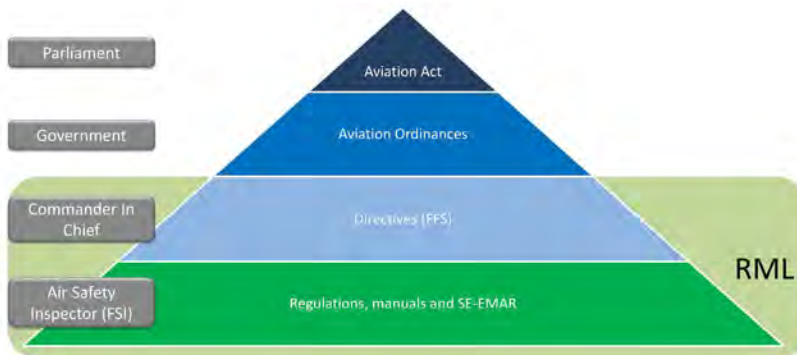 Parliament
Aviation Act
Government
Aviation Ordinances
Commander In
Chief
Directives (FFS)
RML
Air Safety
Inspector (FSI)
Regulations, manuals and SE-EMAR